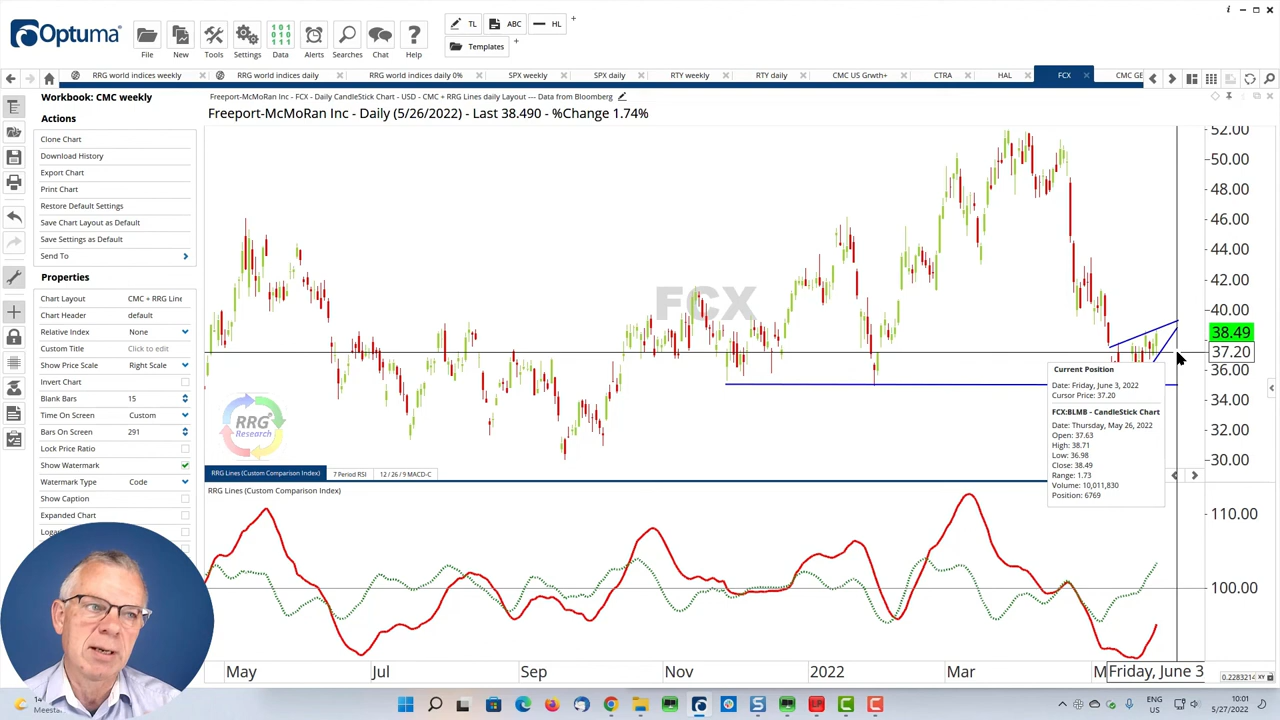 Optuma
File
New
Tools
Settings
Data
Alerts
Searches
Chat
Help
TL
ABC
HL
Templates
RRG world indices weekly
RRG world indices daily
RRG world indices daily 0%
SPX weekly
SPX daily
RTY weekly
RTY daily
CMC US Grwth+
CTRA
HAL
FCX
CMC GE
Workbook: CMC weekly
Actions
Clone Chart
Download History
Export Chart
Print Chart
Restore Default Settings
Save Chart Layout as Default
Save Settings as Default
Send To
Properties
Chart Layout CMC + RRG Line
Chart Header default
Relative Index None
Custom Title Click to edit
Show Price Scale Right Scale
Invert Chart
Blank Bars 15
Time On Screen Custom
Bars On Screen 291
Lock Price Ratio
Show Watermark
Watermark Type Code
Show Caption
Expanded Chart
Freeport-McMoRan Inc - FCX - Daily CandleStick Chart - USD - CMC + RRG Lines daily Layout --- Data from Bloomberg
Freeport-McMoRan Inc - Daily (5/26/2022) - Last 38.490 - %Change 1.74%
FCX
52.00
50.00
48.00
46.00
44.00
42.00
40.00
38.49
37.20
36.00
34.00
32.00
30.00
RRG
Research
Current Position
Date: Friday, June 3, 2022
Cursor Price: 37.20
FCX:BLMB - CandleStick Chart
Date: Thursday, May 26, 2022
Open: 37.63
High: 38.71
Low: 36.98
Close: 38.49
Range: 1.73
Volume: 10,011,830
Position: 6769
RRG Lines (Custom Comparison Index)
7 Period RSI
12 / 26 / 9 MACD-C
RRG Lines (Custom Comparison Index)
110.00
100.00
May
Jul
Sep
Nov
2022
Mar
Friday, June 3
0.2283214 XY
ENG
US
10:01
5/27/2022